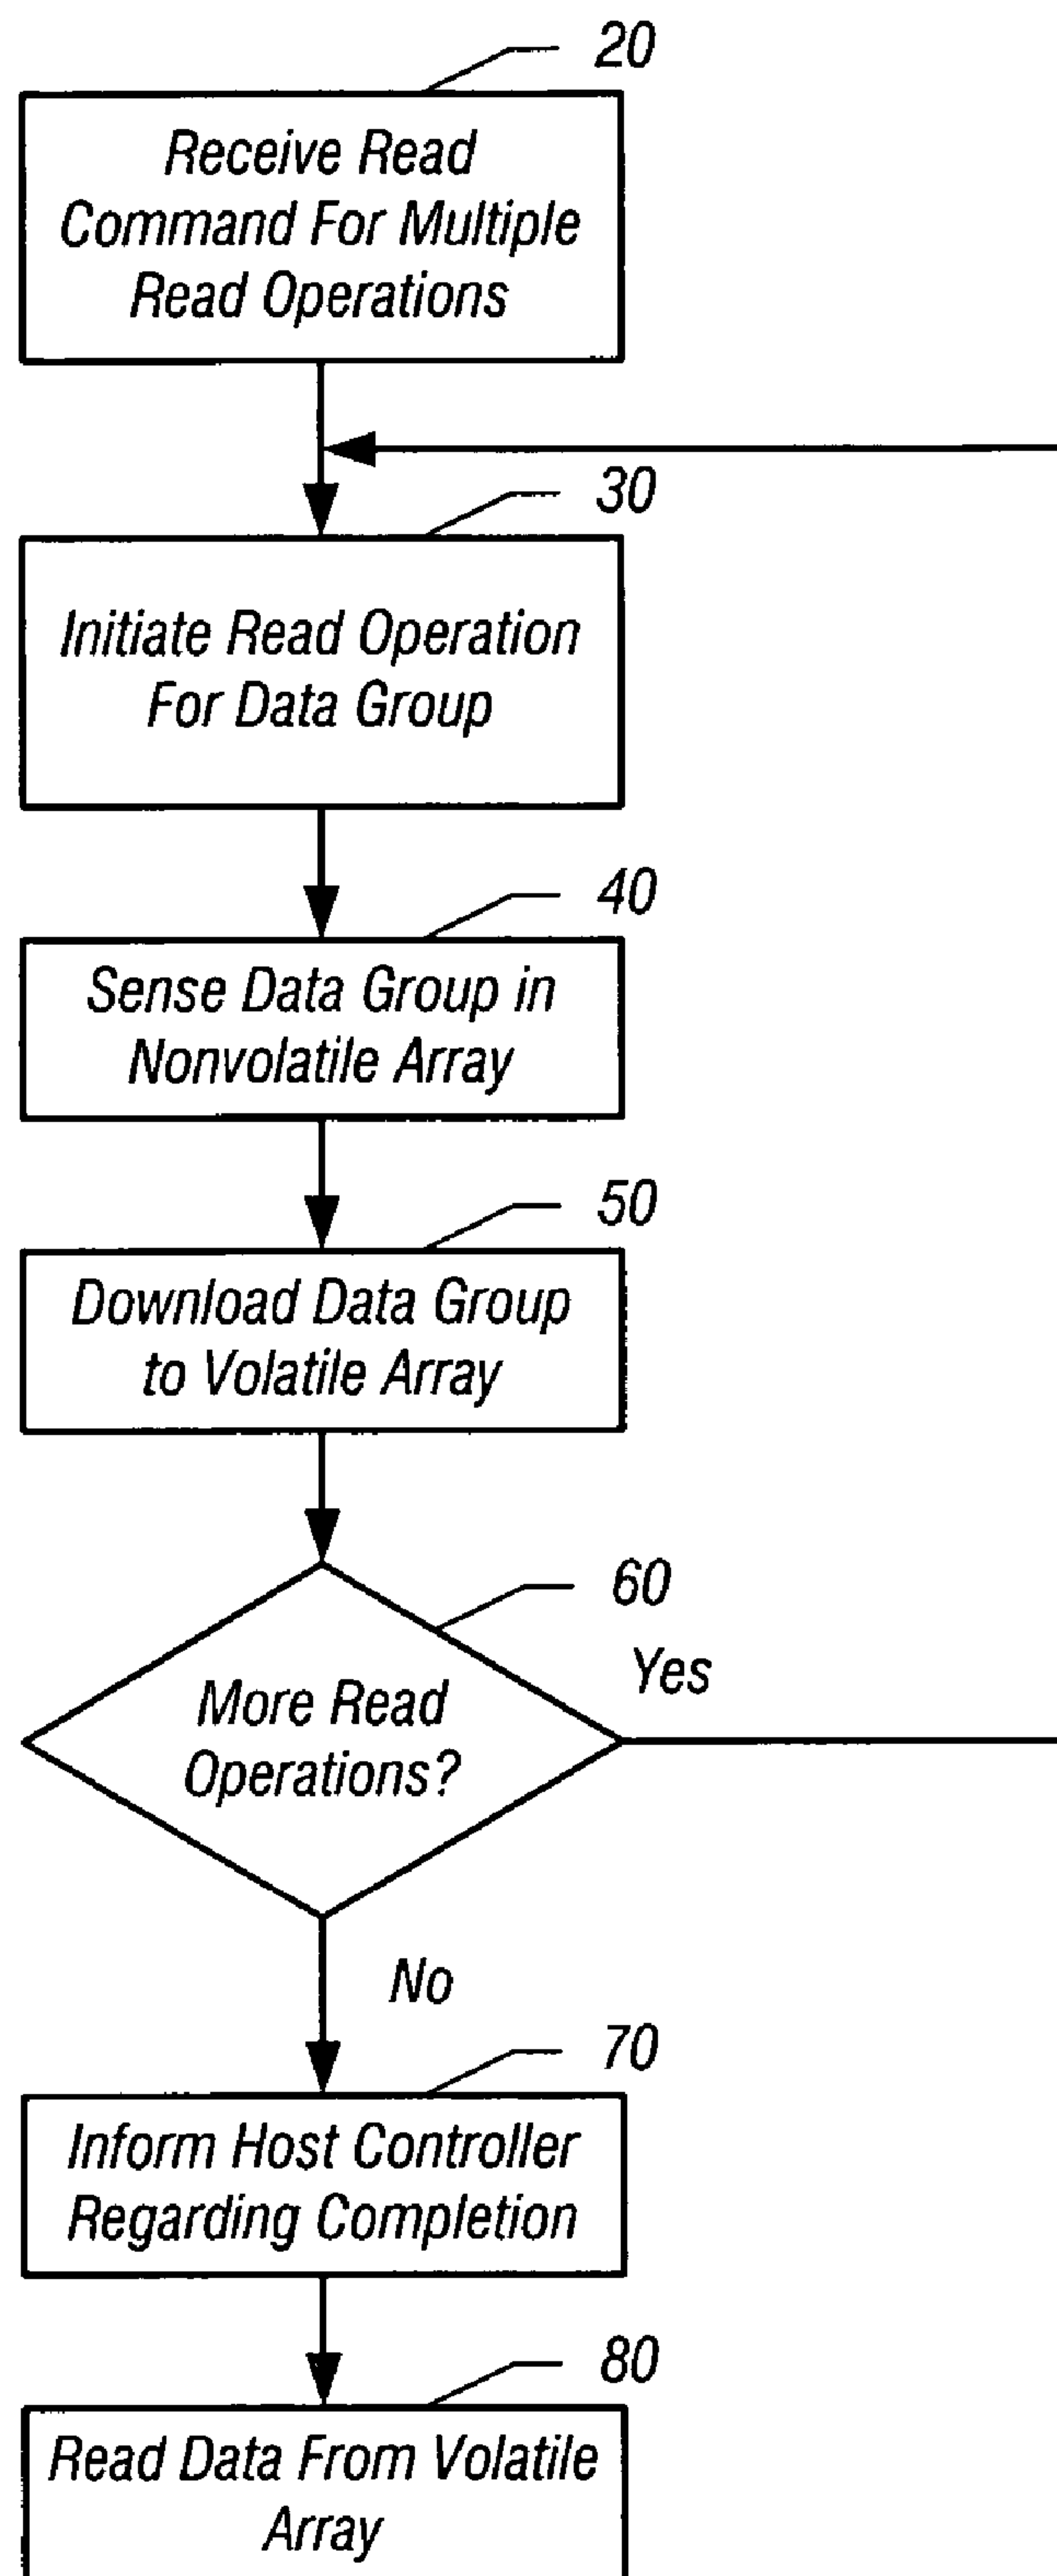 20
Receive Read
Command For Multiple
Read Operations
30
Initiate Read Operation
For Data Group
40
Sense Data Group in
Nonvolatile Array
50
Download Data Group
to Volatile Array
60
More Read
Operations?
Yes
No
70
Inform Host Controller
Regarding Completion
80
Read Data From Volatile
Array